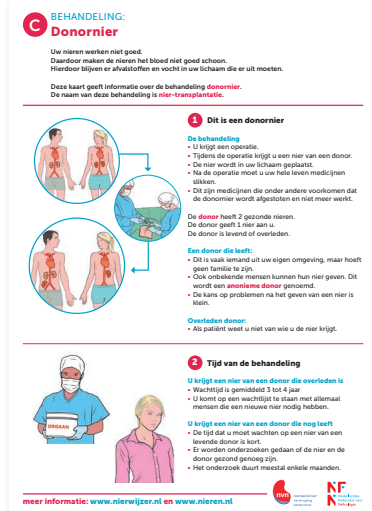 C
BEHANDELING:
Donornier
Uw nieren werken niet goed.
Daardoor maken de nieren het bloed niet goed schoon.
Hierdoor blijven er afvalstoffen en vocht in uw lichaam die er uit moeten.
Deze kaart geeft informatie over de behandeling donornier.
De naam van deze behandeling is nier-transplantatie.
1 Dit is een donornier
De behandeling
• U krijgt een operatie.
• Tijdens de operatie krijgt u een nier van een donor.
• De nier wordt in uw lichaam geplaatst.
• Na de operatie moet u uw hele leven medicijnen
slikken.
• Dit zijn medicijnen die onder andere voorkomen dat
de donornier wordt afgestoten en niet meer werkt.
De donor heeft 2 gezonde nieren.
De donor geeft 1 nier aan u.
De donor is levend of overleden.
Een donor die leeft:
• Dit is vaak iemand uit uw eigen omgeving, maar hoeft
geen familie te zijn.
• Ook onbekende mensen kunnen hun nier geven. Dit
wordt een anonieme donor genoemd.
• De kans op problemen na het geven van een nier is
klein.
Overleden donor:
• Als patiënt weet u niet van wie u de nier krijgt.
2 Tijd van de behandeling
U krijgt een nier van een donor die overleden is
• Wachttijd is gemiddeld 3 tot 4 jaar
• U komt op een wachtlijst te staan met allemaal
mensen die een nieuwe nier nodig hebben.
U krijgt een nier van een donor die nog leeft
• De tijd dat u moet wachten op een nier van een
levende donor is kort.
• Er worden onderzoeken gedaan of de nier en de
donor gezond genoeg zijn.
• Het onderzoek duurt meestal enkele maanden.
ORGAAN
meer informatie: www.nierwijzer.nl en www.nieren.nl
nvn
NF
N